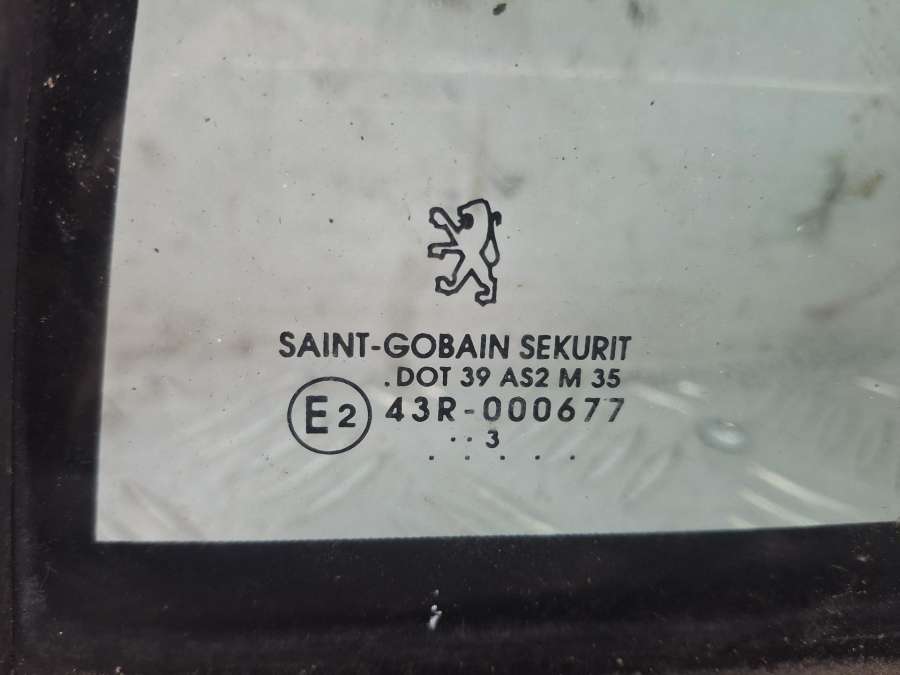 SAINT-GOBAIN SEKURIT
.DOT 39 AS2 M 35
E2 43R-000677
.. 3
. . . . .